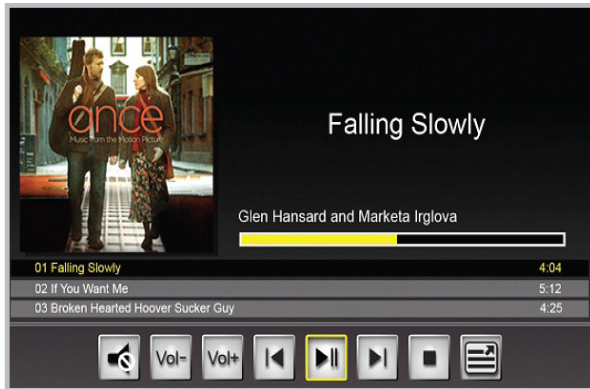 once
Music from the Motion Picture
Falling Slowly
Glen Hansard and Marketa Irglova
01 Falling Slowly 4:04
02 If You Want Me 5:12
03 Broken Hearted Hoover Sucker Guy 4:25
Vol- Vol+